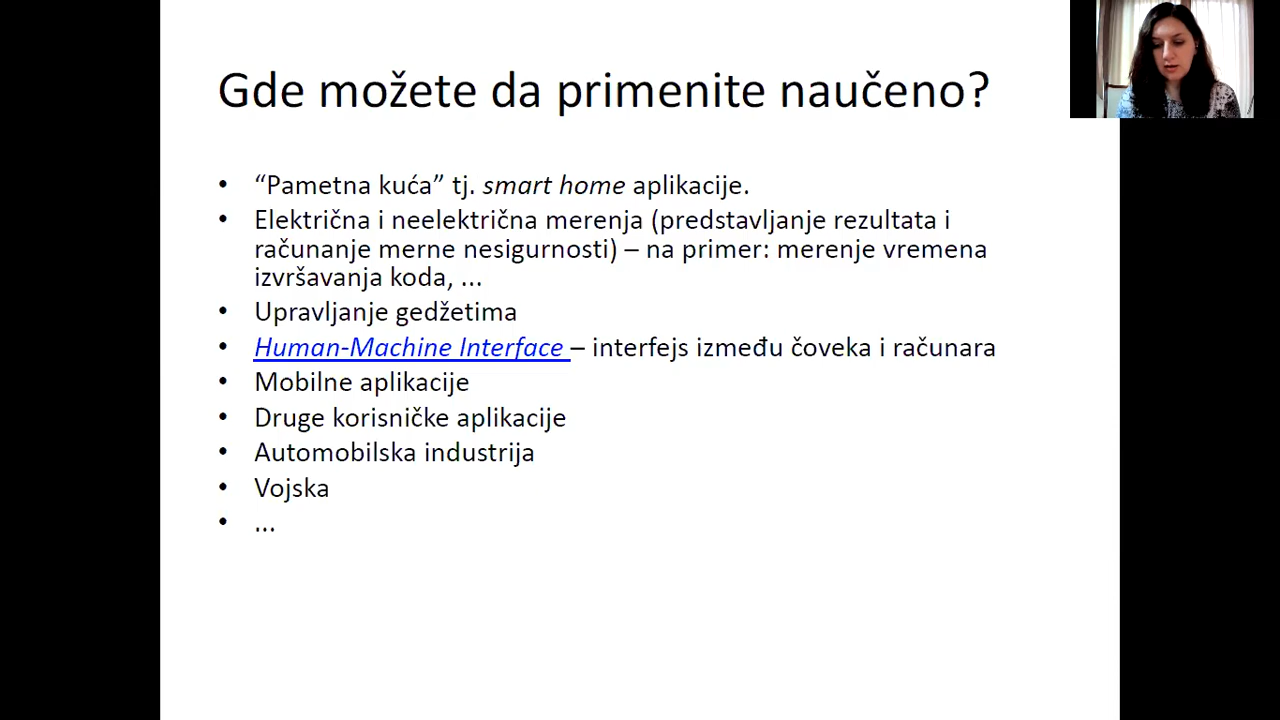 Gde možete da primenite naučeno?
• “Pametna kuća” tj. smart home aplikacije.
• Električna i neelektrična merenja (predstavljanje rezultata i
računanje merne nesigurnosti) – na primer: merenje vremena
izvršavanja koda, ...
• Upravljanje gedžetima
• Human-Machine Interface – interfejs između čoveka i računara
• Mobilne aplikacije
• Druge korisničke aplikacije
• Automobilska industrija
• Vojska
• ...